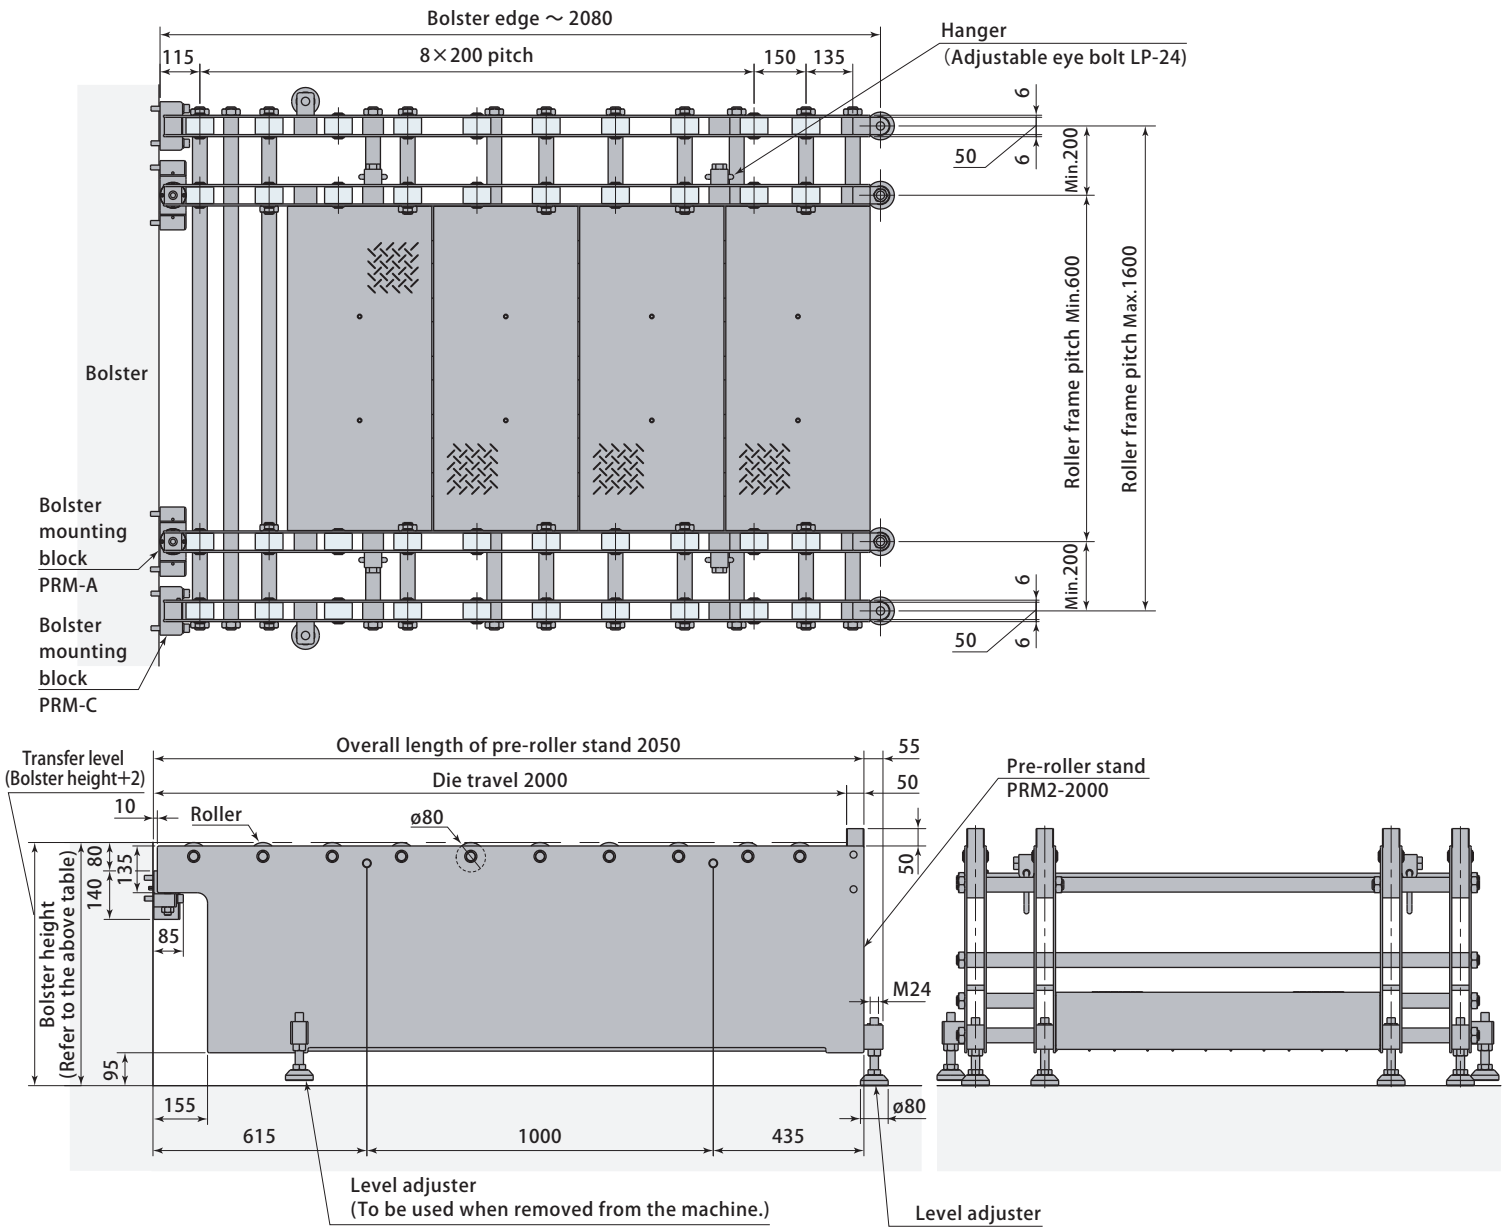 Bolster edge ～ 2080
Hanger
(Adjustable eye bolt LP-24)
115
8×200 pitch
150
135
6
50
6
Min.200
Roller frame pitch Min.600
Roller frame pitch Max.1600
Bolster
Bolster
mounting
block
PRM-A
Bolster
mounting
block
PRM-C
Min.200
6
50
6
Transfer level
(Bolster height+2)
Overall length of pre-roller stand 2050
55
Die travel 2000
50
Pre-roller stand
PRM2-2000
10
Roller
ø80
80
135
140
50
85
Bolster height
(Refer to the above table)
M24
95
155
ø80
615
1000
435
Level adjuster
(To be used when removed from the machine.)
Level adjuster